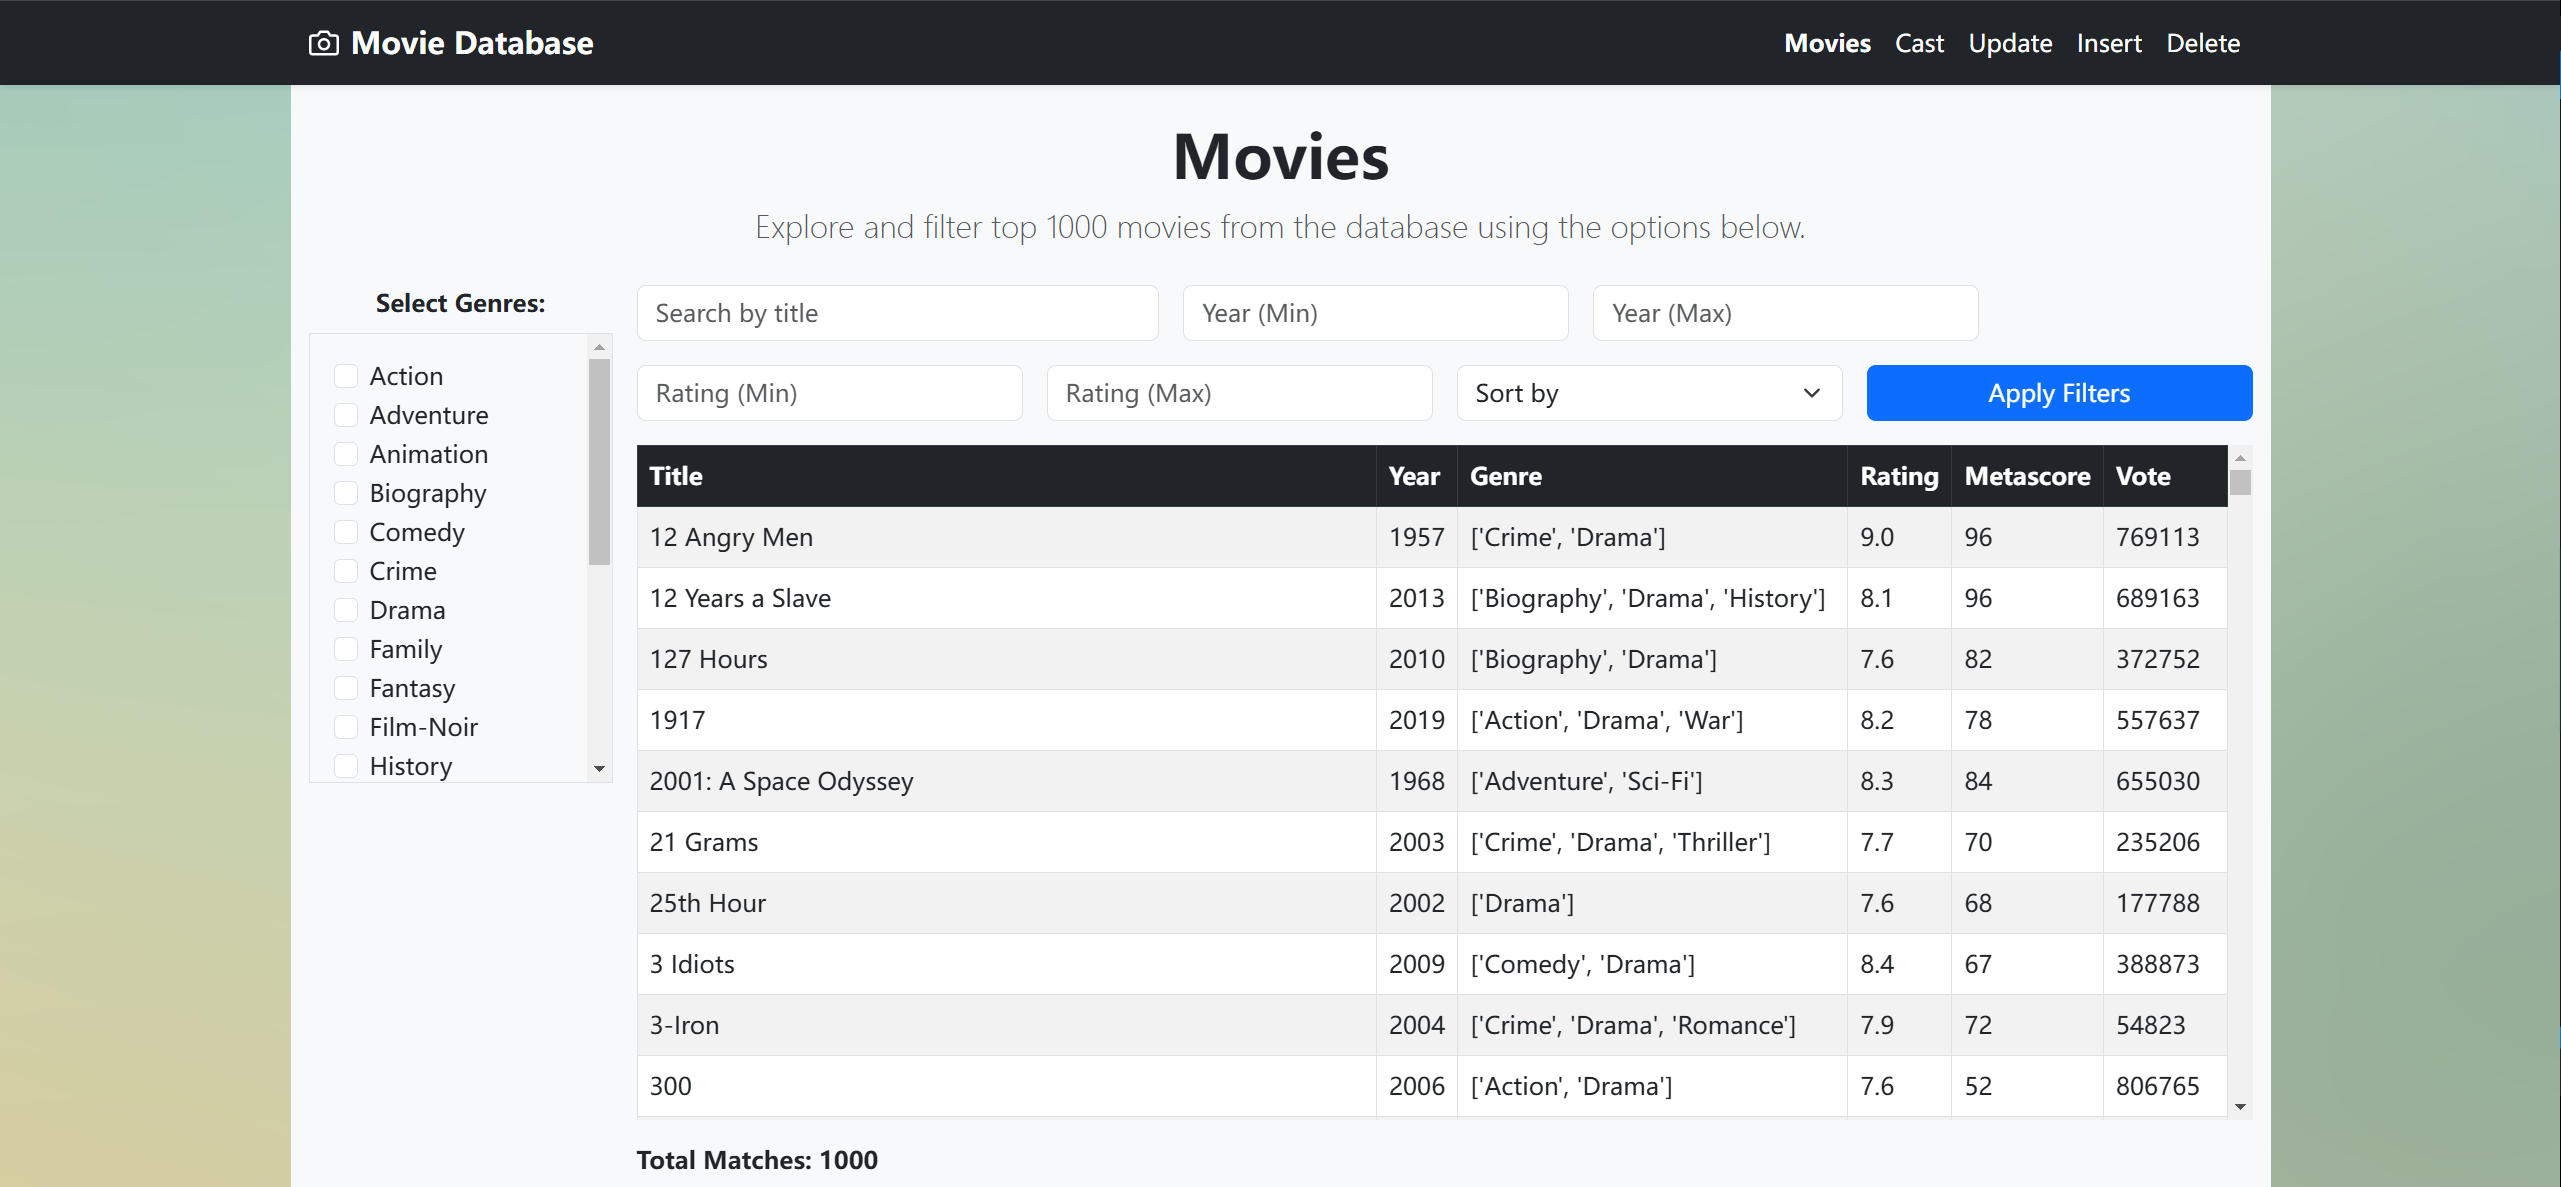 Movie Database
Movies Cast Update Insert Delete
Movies
Explore and filter top 1000 movies from the database using the options below.
Select Genres:
Action
Adventure
Animation
Biography
Comedy
Crime
Drama
Family
Fantasy
Film-Noir
History
Search by title Year (Min) Year (Max)
Rating (Min) Rating (Max) Sort by Apply Filters
Title Year Genre Rating Metascore Vote
12 Angry Men 1957 ['Crime', 'Drama'] 9.0 96 769113
12 Years a Slave 2013 ['Biography', 'Drama', 'History'] 8.1 96 689163
127 Hours 2010 ['Biography', 'Drama'] 7.6 82 372752
1917 2019 ['Action', 'Drama', 'War'] 8.2 78 557637
2001: A Space Odyssey 1968 ['Adventure', 'Sci-Fi'] 8.3 84 655030
21 Grams 2003 ['Crime', 'Drama', 'Thriller'] 7.7 70 235206
25th Hour 2002 ['Drama'] 7.6 68 177788
3 Idiots 2009 ['Comedy', 'Drama'] 8.4 67 388873
3-Iron 2004 ['Crime', 'Drama', 'Romance'] 7.9 72 54823
300 2006 ['Action', 'Drama'] 7.6 52 806765
Total Matches: 1000